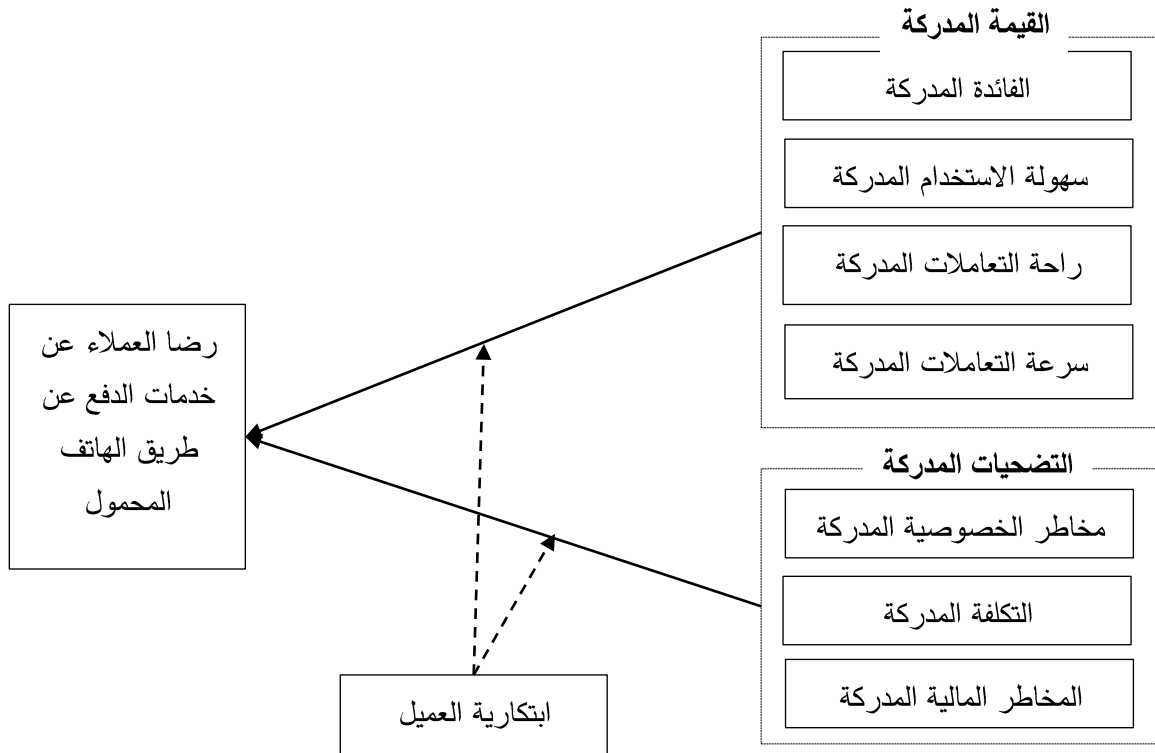 القيمة المدركة
الفائدة المدركة
سهولة الاستخدام المدركة
راحة التعاملات المدركة
سرعة التعاملات المدركة
التضحيات المدركة
مخاطر الخصوصية المدركة
التكلفة المدركة
المخاطر المالية المدركة
رضا العملاء عن
خدمات الدفع عن
طريق الهاتف
المحمول
ابتكارية العميل